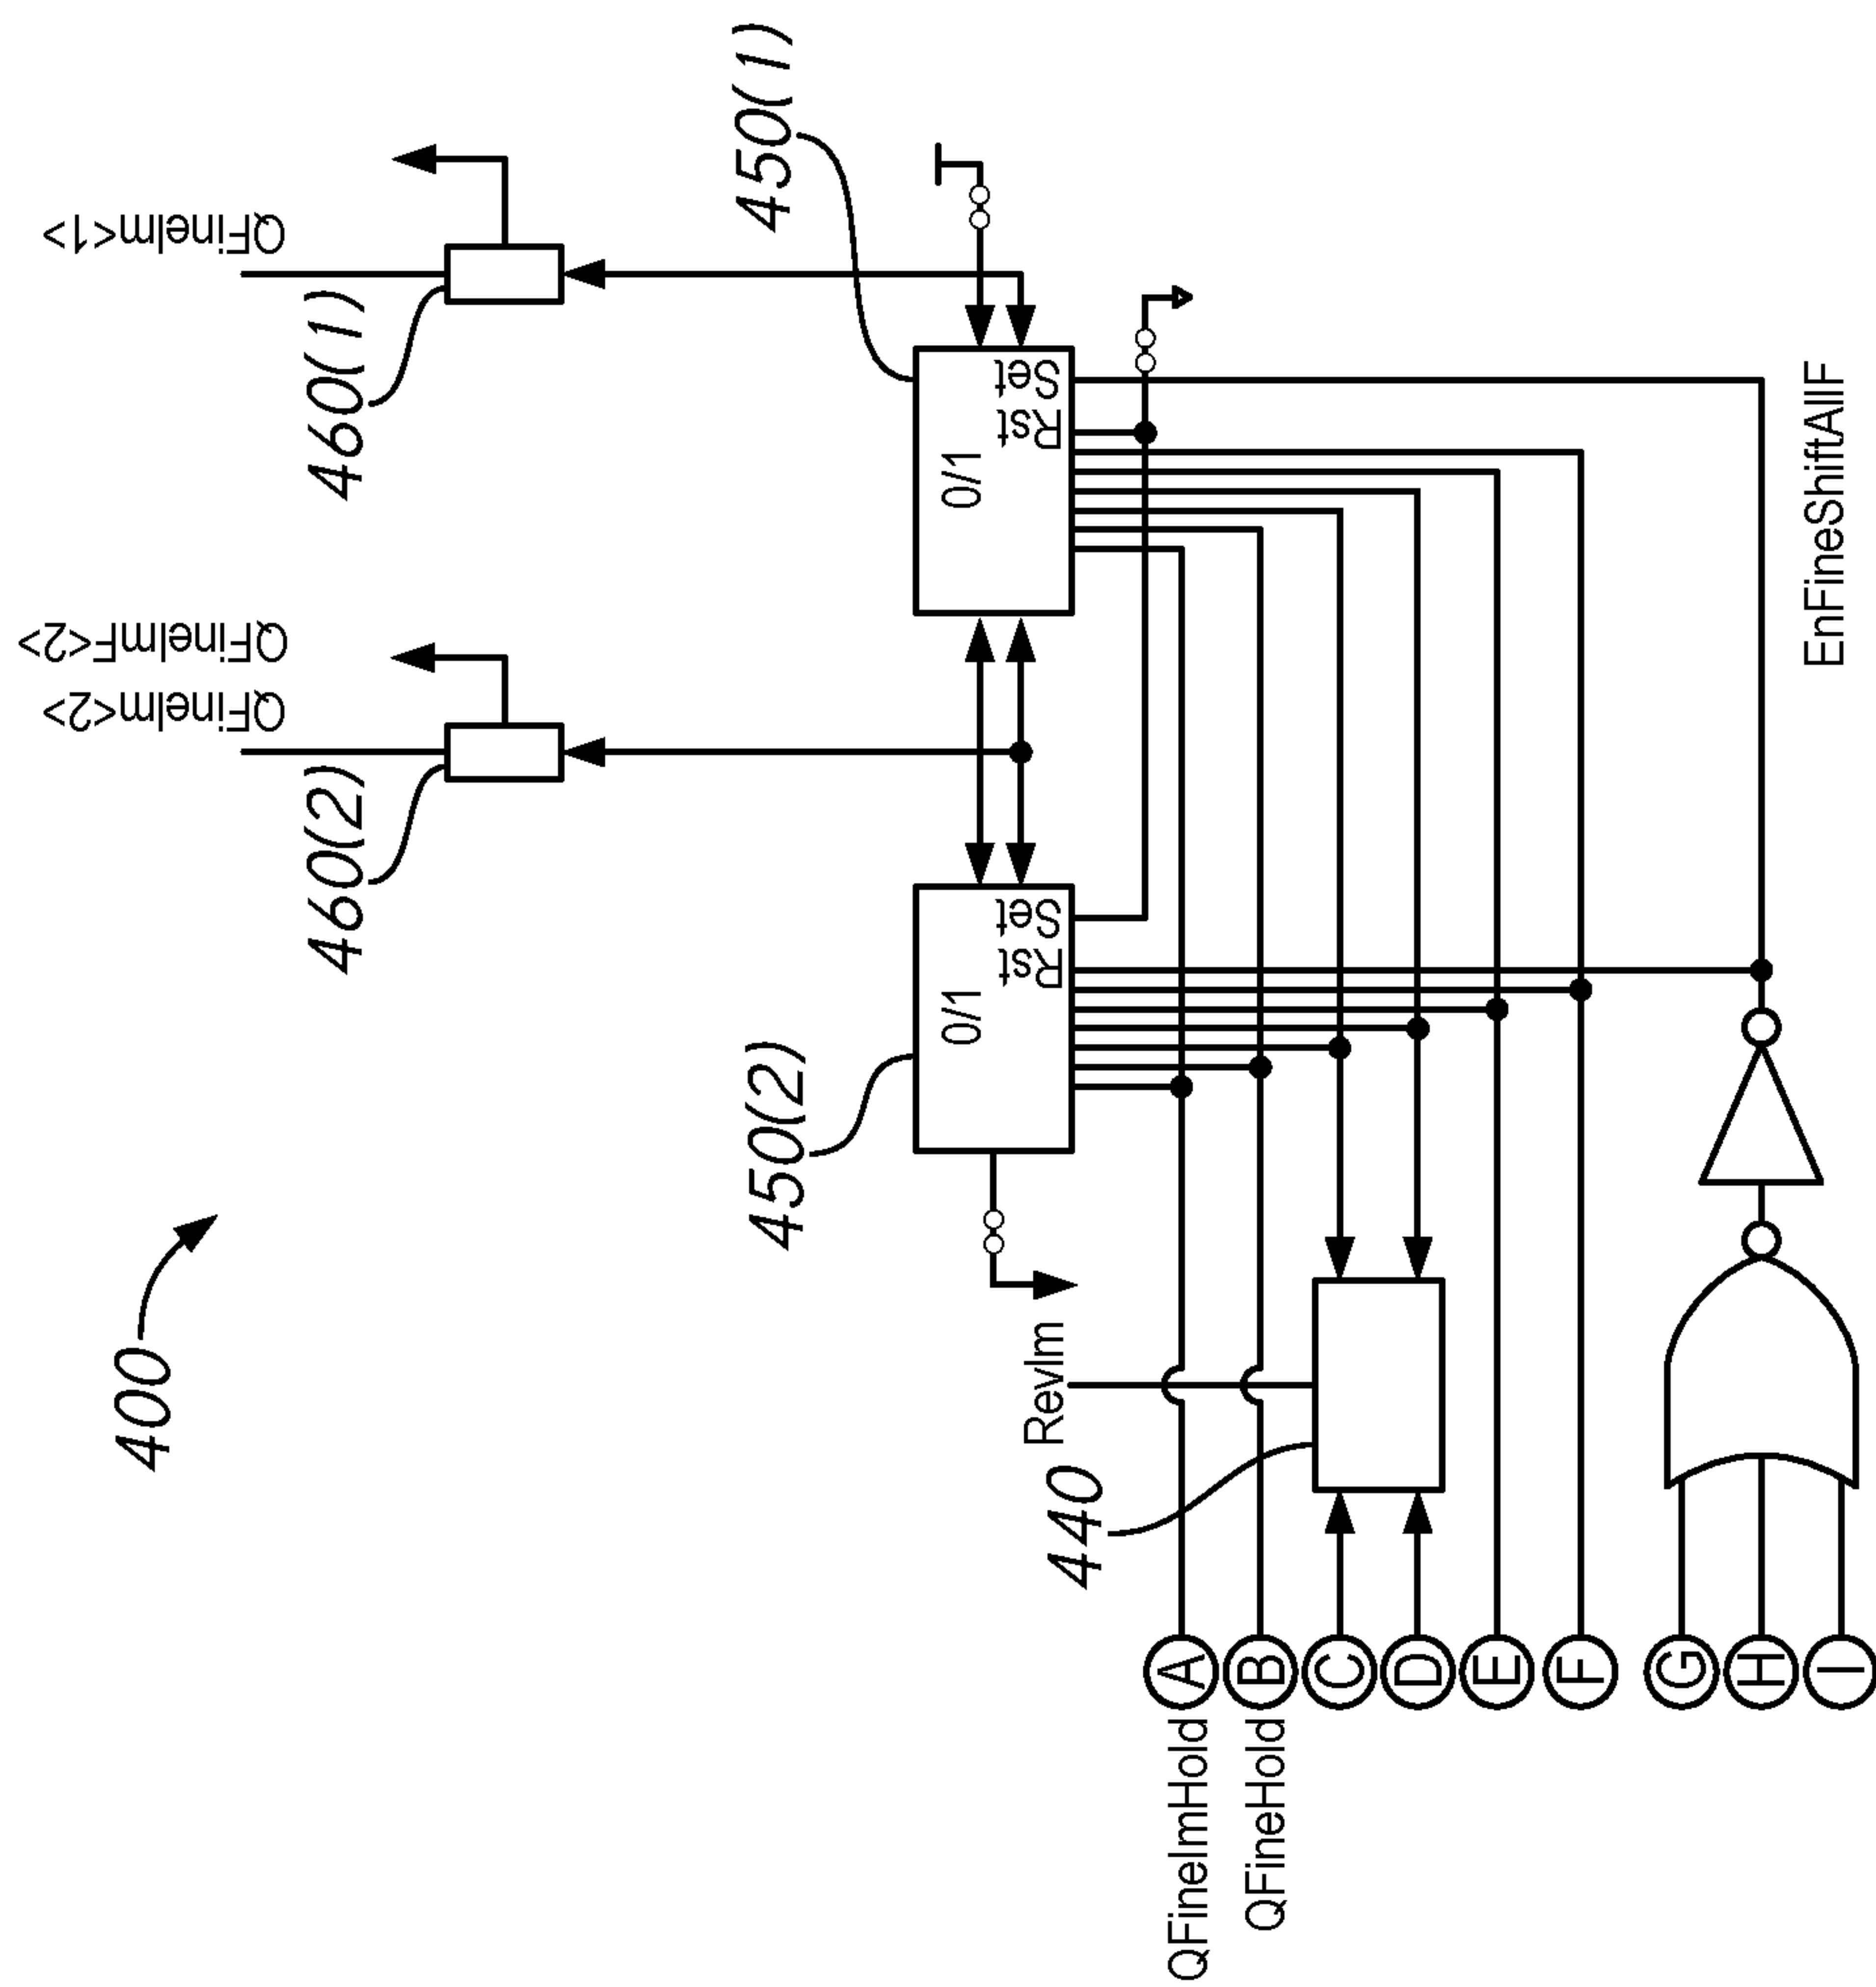 400
QFineIm<2>
QFineImF<2>
QFineIm<1>
460(2)
460(1)
450(2)
450(1)
0/1
Rst
Set
0/1
Rst
Set
RevIm
440
QFineImHold
A
QFineHold
B
C
D
E
F
G
H
I
EnFineShiftAllF